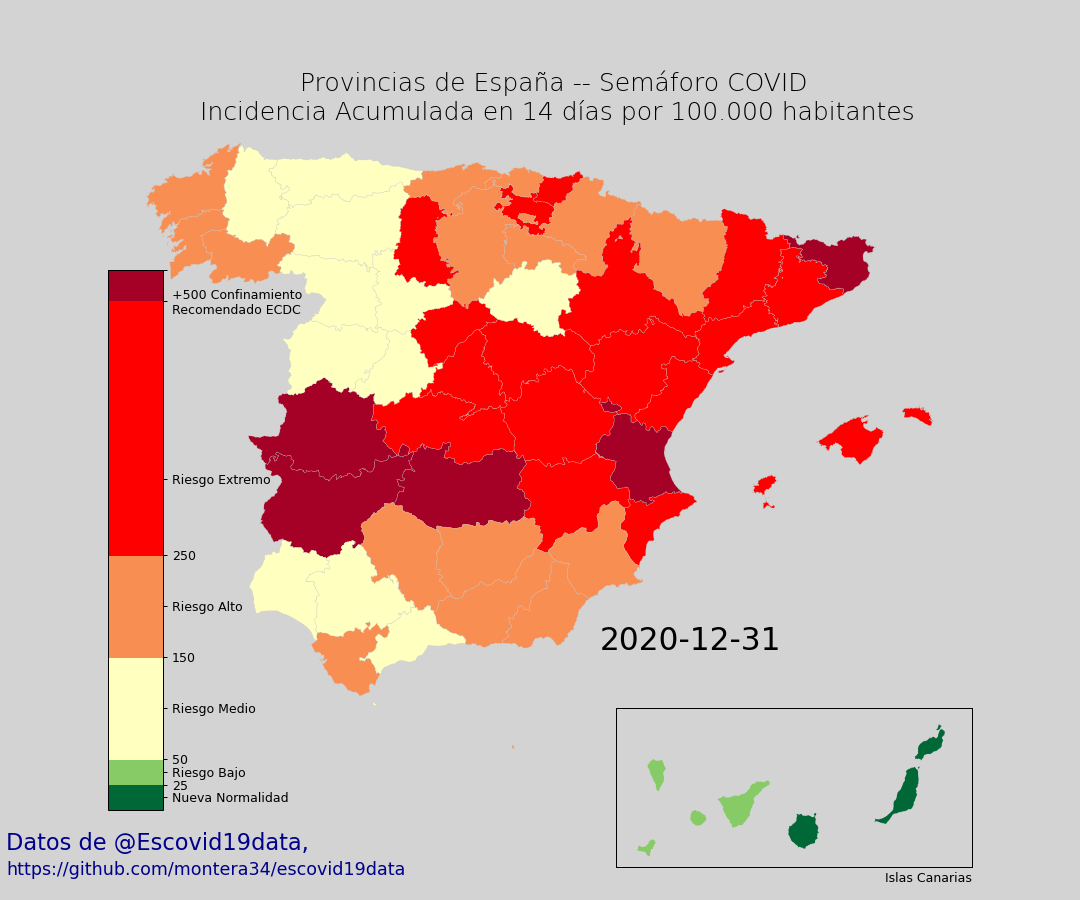 Provincias de España -- Semáforo COVID
Incidencia Acumulada en 14 días por 100.000 habitantes
+500 Confinamiento
Recomendado ECDC
Riesgo Extremo
250
Riesgo Alto
150
Riesgo Medio
50
Riesgo Bajo
25
Nueva Normalidad
2020-12-31
Islas Canarias
Datos de @Escovid19data,
https://github.com/montera34/escovid19data